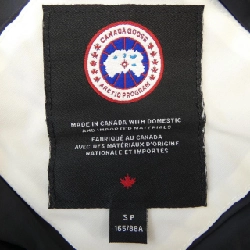 CANADA GOOSE
ARCTIC PROGRAM
MADE IN CANADA WITH DOMESTIC
AND IMPORTED MATERIALS
FABRIQUÉ AU CANADA
AVEC DES MATÉRIAUX D'ORIGINE
NATIONALE ET IMPORTÉS
S P
165/88A